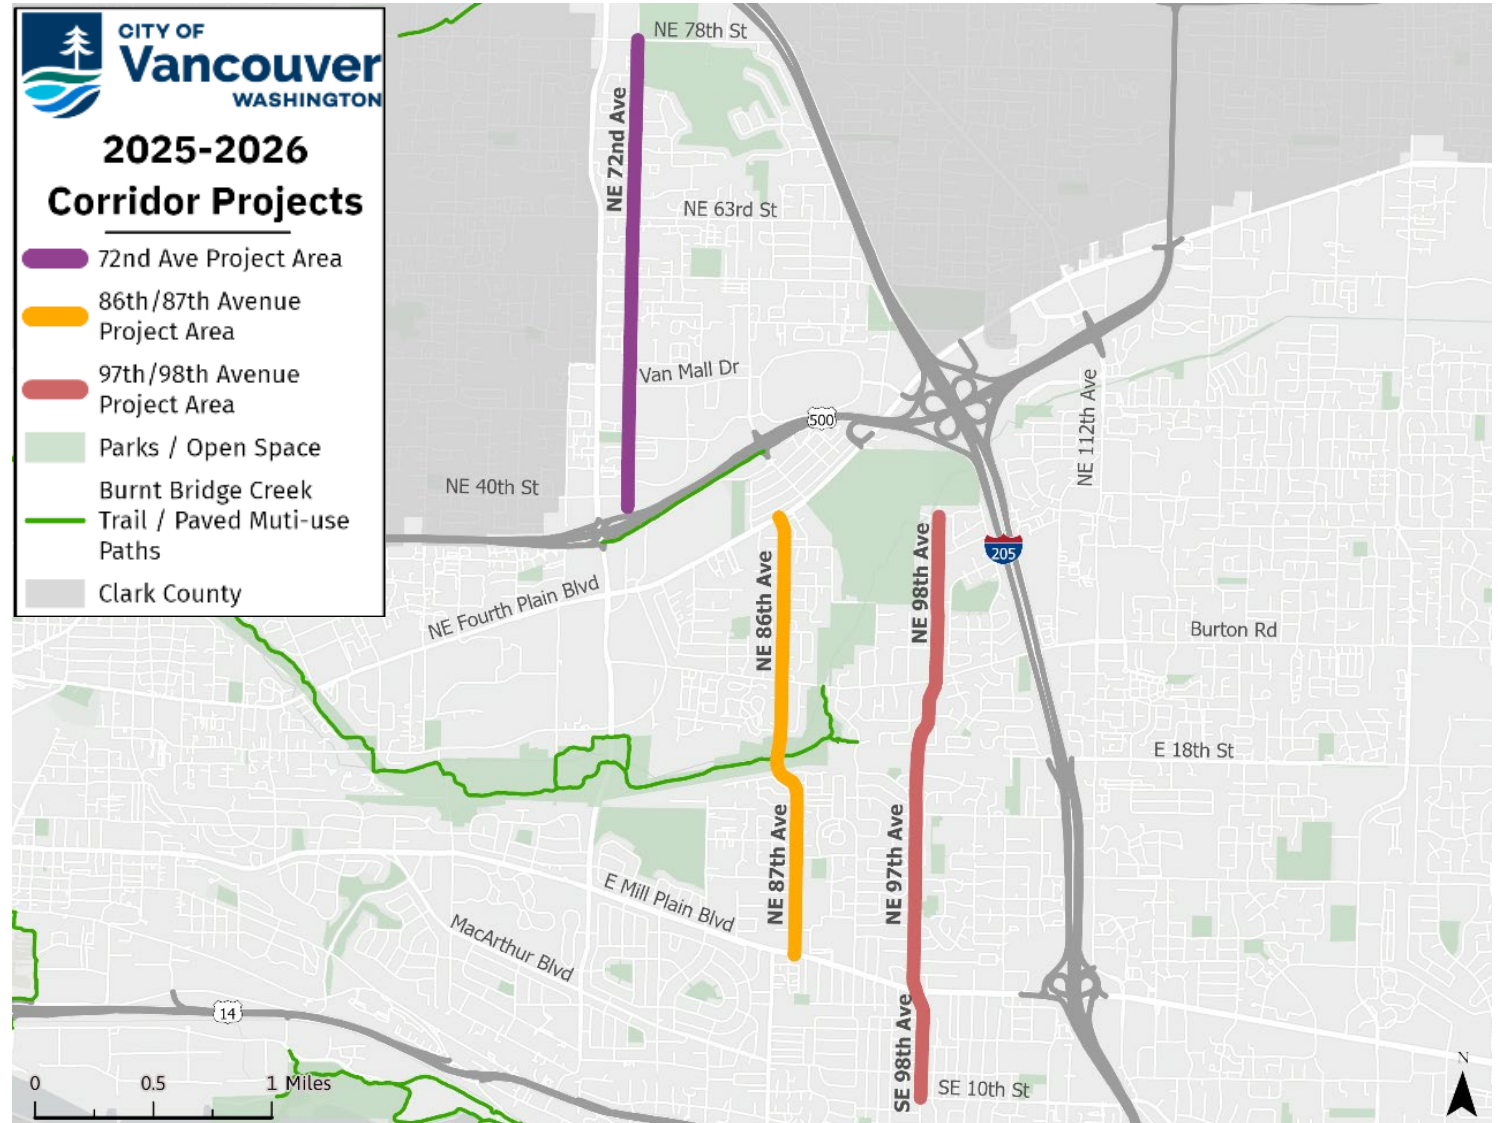 CITY OF
Vancouver
WASHINGTON
2025-2026
Corridor Projects
72nd Ave Project Area
86th/87th Avenue
Project Area
97th/98th Avenue
Project Area
Parks / Open Space
Burnt Bridge Creek
Trail / Paved Muti-use
Paths
Clark County
NE 78th St
NE 72nd Ave
NE 63rd St
Van Mall Dr
500
NE 112th Ave
NE 40th St
205
NE 98th Ave
NE 86th Ave
NE Fourth Plain Blvd
Burton Rd
E 18th St
NE 87th Ave
NE 97th Ave
E Mill Plain Blvd
MacArthur Blvd
14
SE 98th Ave
SE 10th St
0 0.5 1 Miles
N